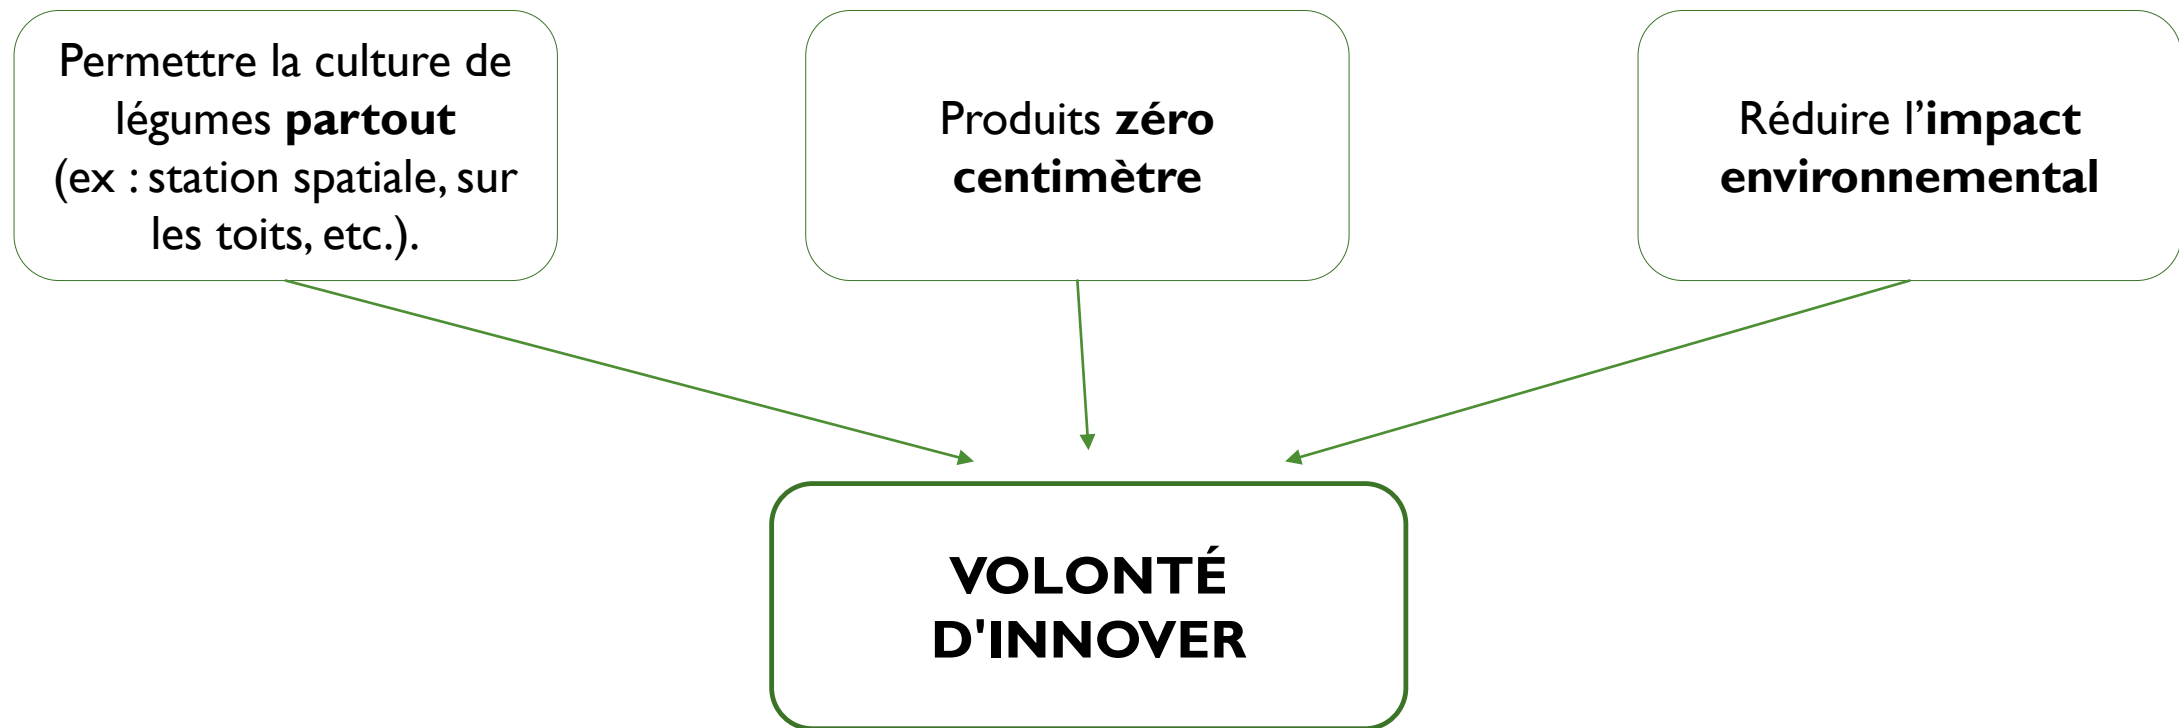 Permettre la culture de
légumes partout
(ex : station spatiale, sur
les toits, etc.).
Produits zéro
centimètre
Réduire l’impact
environnemental
VOLONTÉ
D'INNOVER